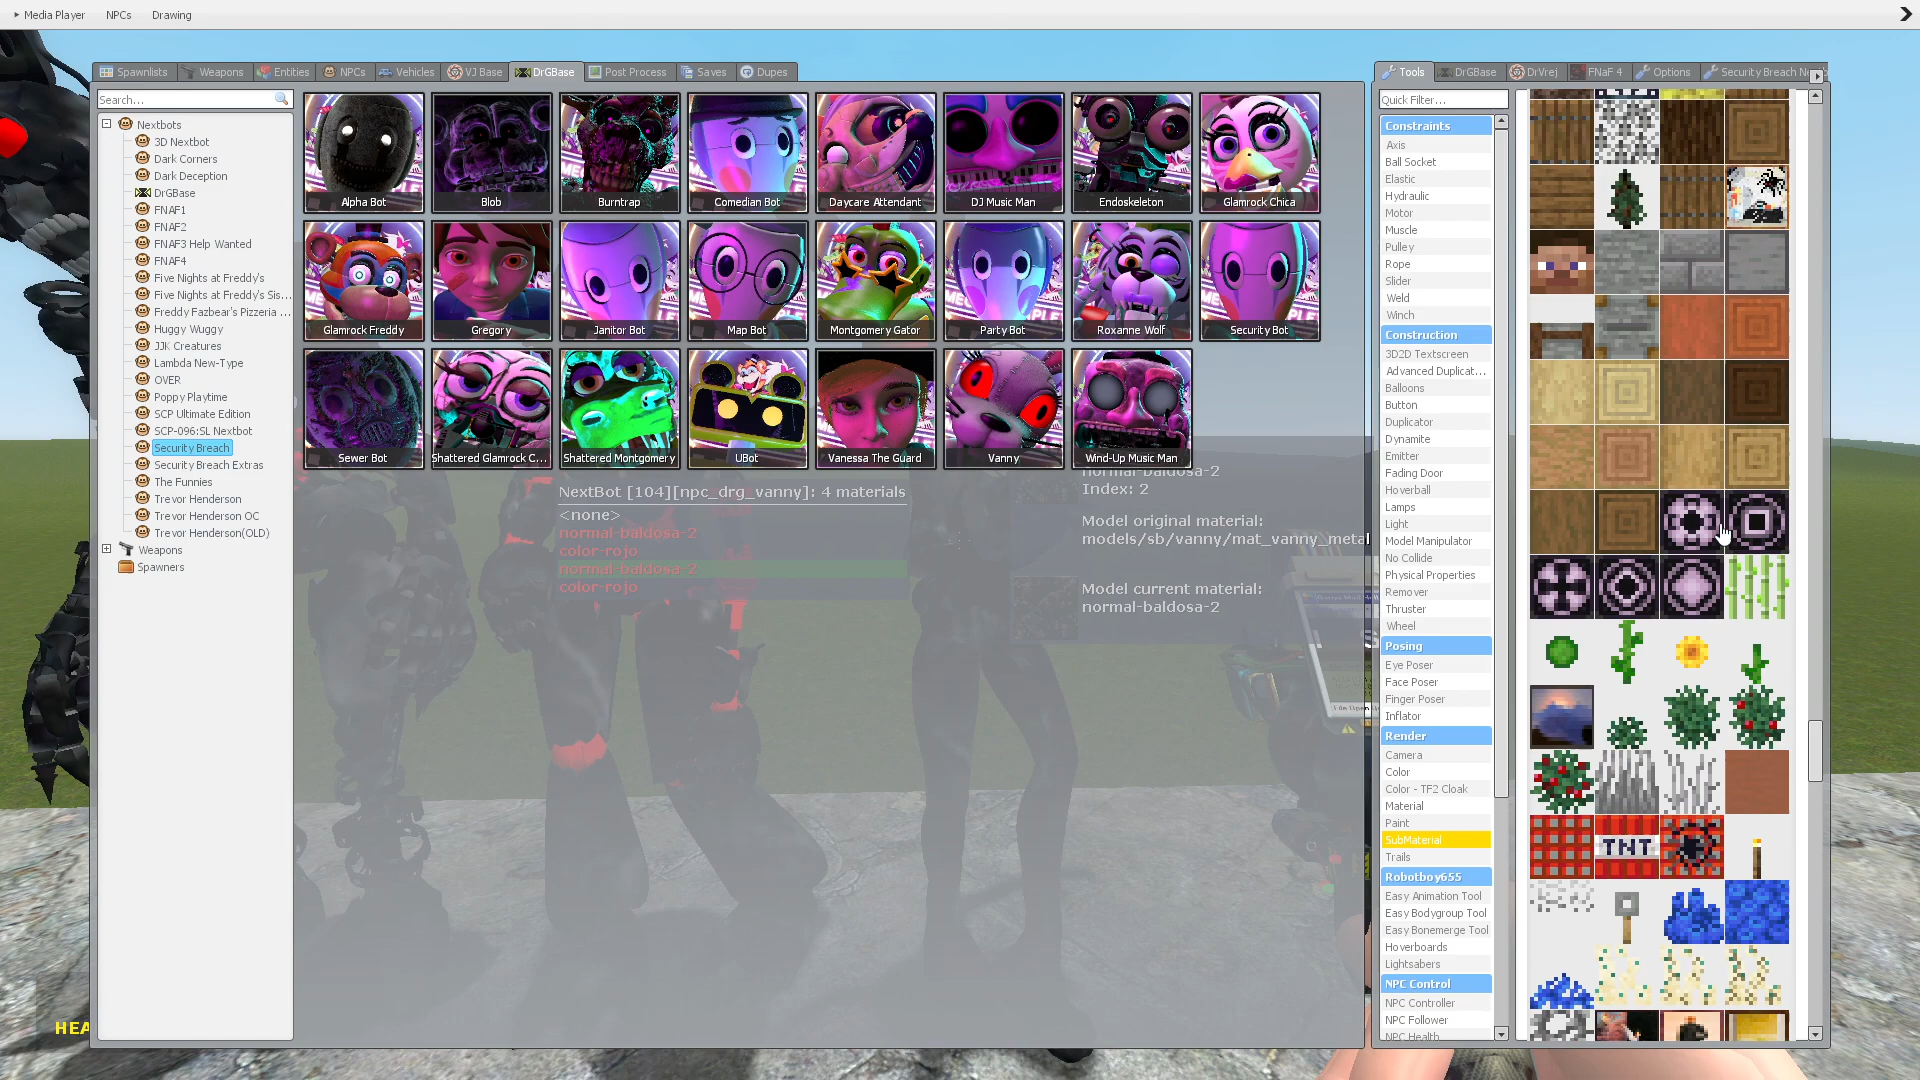 Media Player NPCs Drawing
Spawnlists Weapons Entities NPCs Vehicles VJ Base DrGBase Post Process Saves Dupes
Search...
Nextbots
3D Nextbot
Dark Corners
Dark Deception
DrGBase
FNAF1
FNAF2
FNAF3 Help Wanted
FNAF4
Five Nights at Freddy's
Five Nights at Freddy's Sis...
Freddy Fazbear's Pizzeria ...
Huggy Wuggy
JJK Creatures
Lambda New-Type
OVER
Poppy Playtime
SCP Ultimate Edition
SCP-096:SL Nextbot
Security Breach
Security Breach Extras
The Funnies
Trevor Henderson
Trevor Henderson OC
Trevor Henderson(OLD)
Weapons
Spawners
Alpha Bot Blob Burntrap Comedian Bot Daycare Attendant DJ Music Man Endoskeleton Glamrock Chica
Glamrock Freddy Gregory Janitor Bot Map Bot Montgomery Gator Party Bot Roxanne Wolf Security Bot
Sewer Bot Shattered Glamrock C... Shattered Montgomery UBot Vanessa The Guard Vanny Wind-Up Music Man
NextBot [104][npc_drg_vanny]: 4 materials
<none>
normal-baldosa-2
color-rojo
normal-baldosa-2
color-rojo
normal-baldosa-2
Index: 2
Model original material:
models/sb/vanny/mat_vanny_metal
Model current material:
normal-baldosa-2
HEA
Tools DrGBase DrVrej FNaF 4 Options Security Breach
Quick Filter...
Constraints
Axis
Ball Socket
Elastic
Hydraulic
Motor
Muscle
Pulley
Rope
Slider
Weld
Winch
Construction
3D2D Textscreen
Advanced Duplicat...
Balloons
Button
Duplicator
Dynamite
Emitter
Fading Door
Hoverball
Lamps
Light
Model Manipulator
No Collide
Physical Properties
Remover
Thruster
Wheel
Posing
Eye Poser
Face Poser
Finger Poser
Inflator
Render
Camera
Color
Color - TF2 Cloak
Material
Paint
SubMaterial
Trails
Robotboy655
Easy Animation Tool
Easy Bodygroup Tool
Easy Bonemerge Tool
Hoverboards
Lightsabers
NPC Control
NPC Controller
NPC Follower
NPC Health
TNT